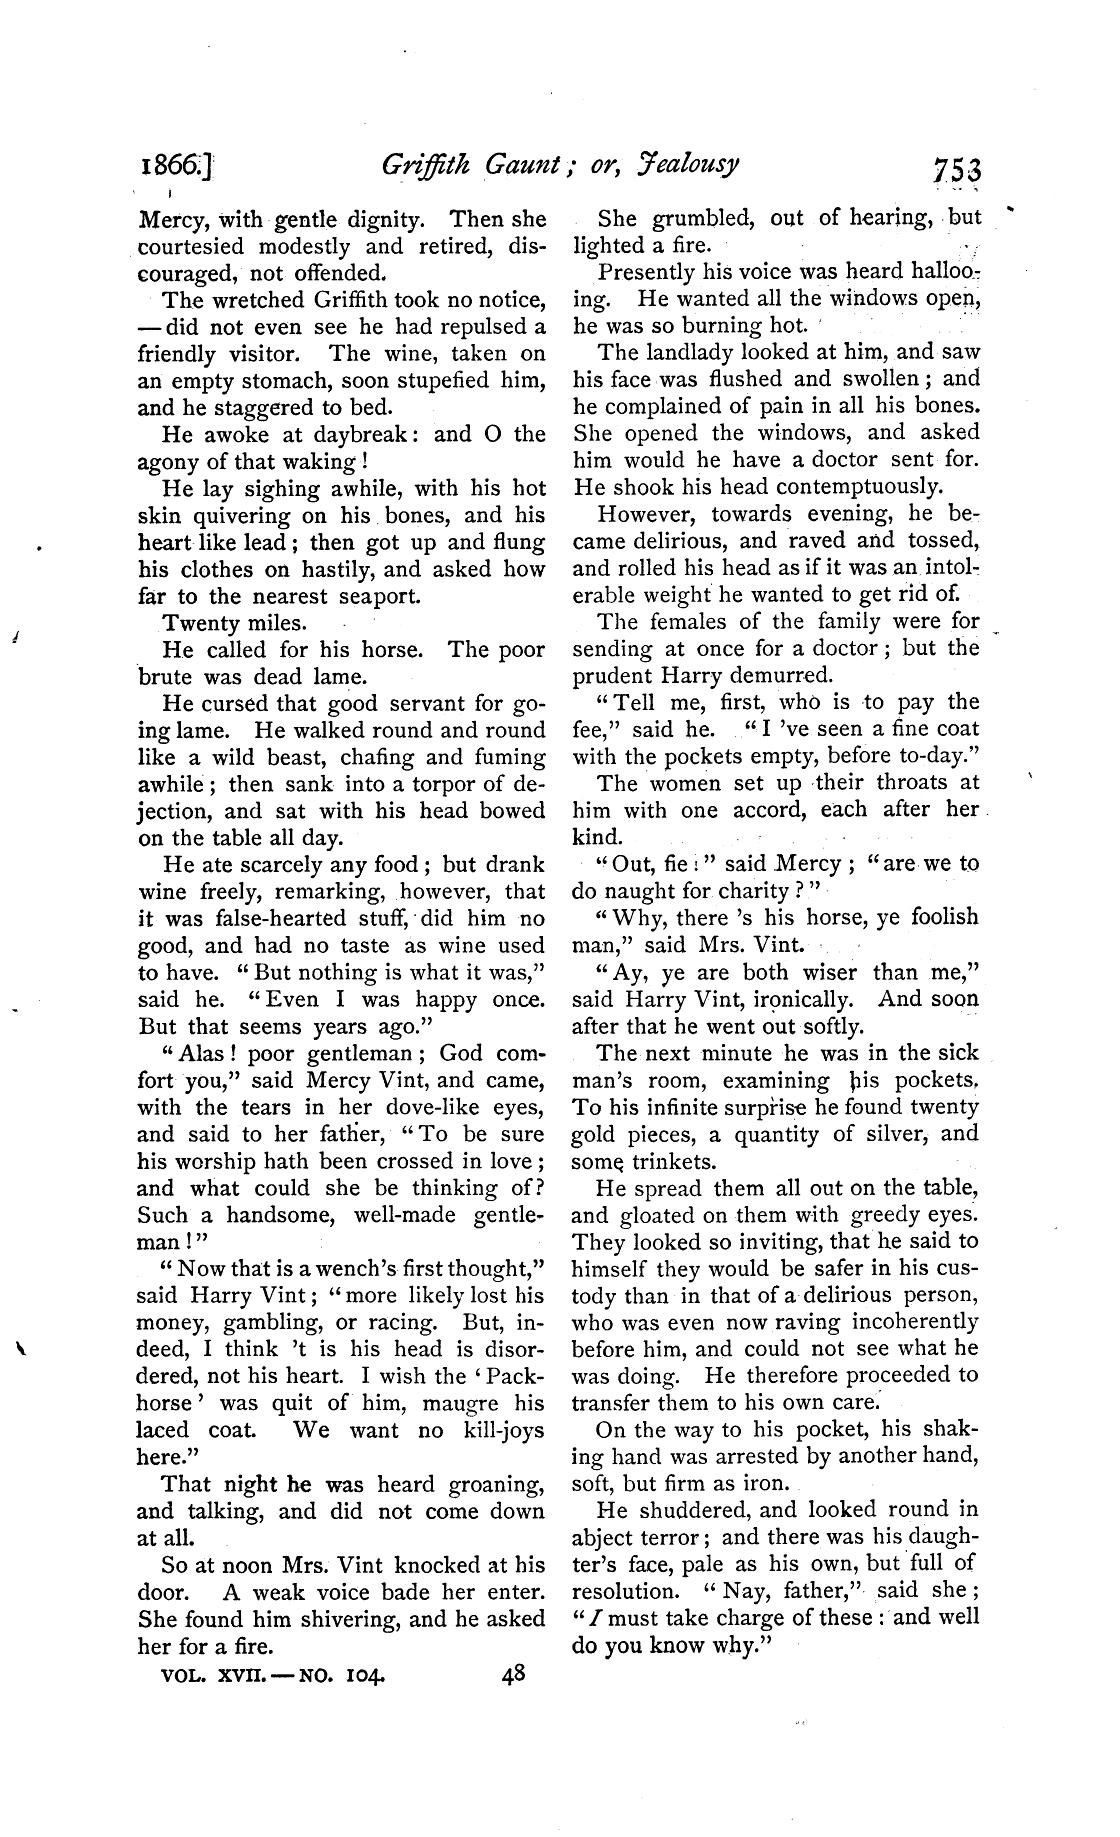 1866.]
Griffith Gaunt; or, Jealousy
753
Mercy, with gentle dignity. Then she
courtesied modestly and retired, dis-
couraged, not offended.
The wretched Griffith took no notice,
— did not even see he had repulsed a
friendly visitor. The wine, taken on
an empty stomach, soon stupefied him,
and he staggered to bed.
He awoke at daybreak: and O the
agony of that waking!
He lay sighing awhile, with his hot
skin quivering on his bones, and his
heart like lead; then got up and flung
his clothes on hastily, and asked how
far to the nearest seaport.
Twenty miles.
He called for his horse. The poor
brute was dead lame.
He cursed that good servant for go-
ing lame. He walked round and round
like a wild beast, chafing and fuming
awhile; then sank into a torpor of de-
jection, and sat with his head bowed
on the table all day.
He ate scarcely any food; but drank
wine freely, remarking, however, that
it was false-hearted stuff, did him no
good, and had no taste as wine used
to have. "But nothing is what it was,"
said he. "Even I was happy once.
But that seems years ago."
"Alas! poor gentleman; God com-
fort you," said Mercy Vint, and came,
with the tears in her dove-like eyes,
and said to her father, "To be sure
his worship hath been crossed in love;
and what could she be thinking of?
Such a handsome, well-made gentle-
man!"
"Now that is a wench's first thought,"
said Harry Vint; "more likely lost his
money, gambling, or racing. But, in-
deed, I think 't is his head is disor-
dered, not his heart. I wish the 'Pack-
horse' was quit of him, maugre his
laced coat. We want no kill-joys
here."
That night he was heard groaning,
and talking, and did not come down
at all.
So at noon Mrs. Vint knocked at his
door. A weak voice bade her enter.
She found him shivering, and he asked
her for a fire.
VOL. XVII. — NO. 104. 48
She grumbled, out of hearing, but
lighted a fire.
Presently his voice was heard halloo-
ing. He wanted all the windows open,
he was so burning hot.
The landlady looked at him, and saw
his face was flushed and swollen; and
he complained of pain in all his bones.
She opened the windows, and asked
him would he have a doctor sent for.
He shook his head contemptuously.
However, towards evening, he be-
came delirious, and raved and tossed,
and rolled his head as if it was an intol-
erable weight he wanted to get rid of.
The females of the family were for
sending at once for a doctor; but the
prudent Harry demurred.
"Tell me, first, who is to pay the
fee," said he. "I 've seen a fine coat
with the pockets empty, before to-day."
The women set up their throats at
him with one accord, each after her
kind.
"Out, fie!" said Mercy; "are we to
do naught for charity?"
"Why, there 's his horse, ye foolish
man," said Mrs. Vint.
"Ay, ye are both wiser than me,"
said Harry Vint, ironically. And soon
after that he went out softly.
The next minute he was in the sick
man's room, examining his pockets.
To his infinite surprise he found twenty
gold pieces, a quantity of silver, and
some trinkets.
He spread them all out on the table,
and gloated on them with greedy eyes.
They looked so inviting, that he said to
himself they would be safer in his cus-
tody than in that of a delirious person,
who was even now raving incoherently
before him, and could not see what he
was doing. He therefore proceeded to
transfer them to his own care.
On the way to his pocket, his shak-
ing hand was arrested by another hand,
soft, but firm as iron.
He shuddered, and looked round in
abject terror; and there was his daugh-
ter's face, pale as his own, but full of
resolution. "Nay, father," said she;
"I must take charge of these: and well
do you know why."